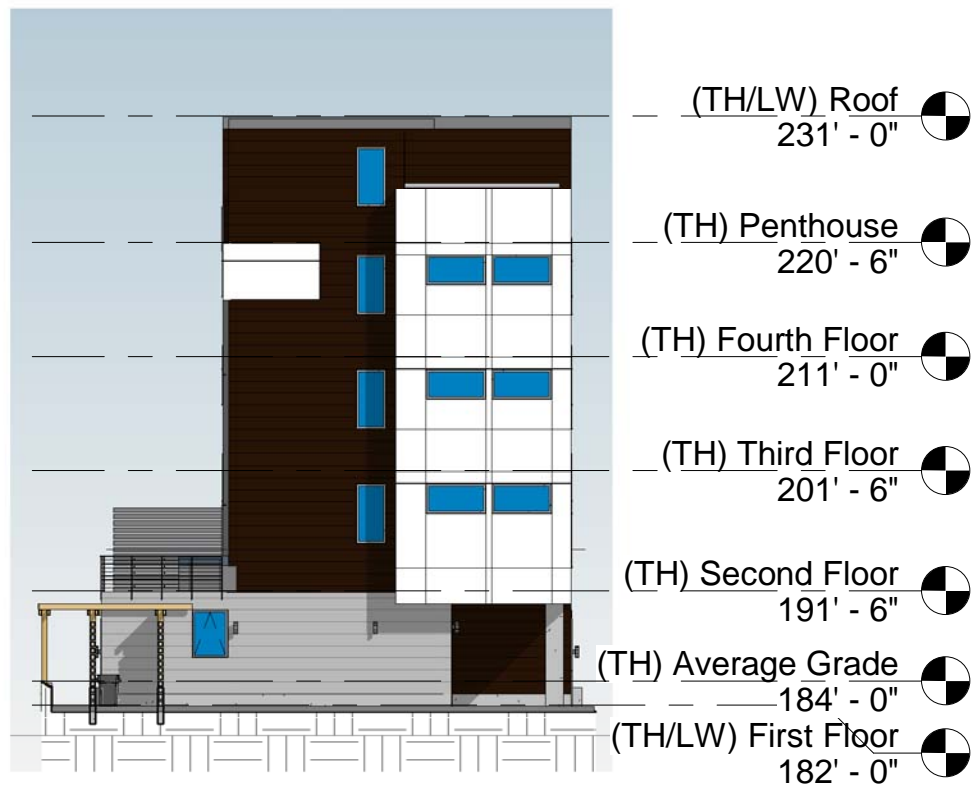 (TH/LW) Roof
231' - 0"
(TH) Penthouse
220' - 6"
(TH) Fourth Floor
211' - 0"
(TH) Third Floor
201' - 6"
(TH) Second Floor
191' - 6"
(TH) Average Grade
184' - 0"
(TH/LW) First Floor
182' - 0"